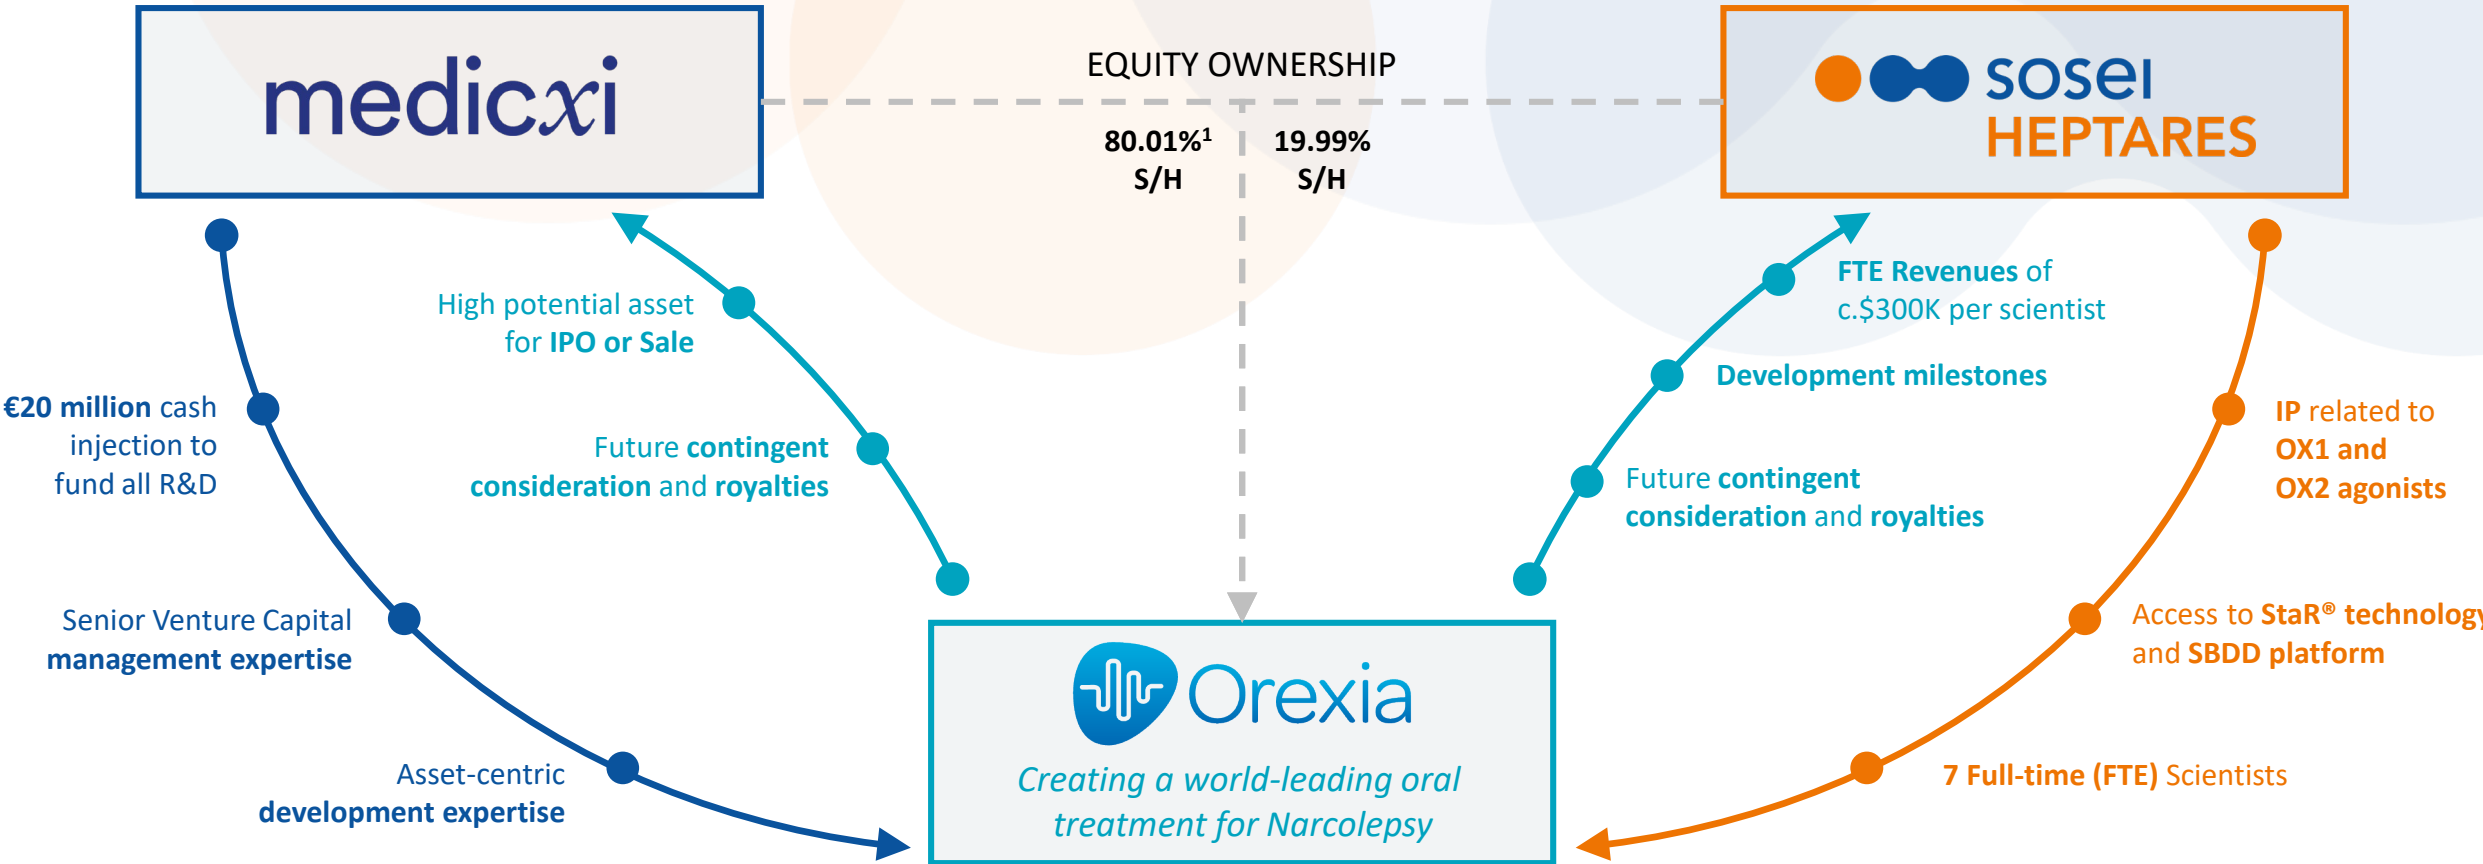 medicxi
EQUITY OWNERSHIP
80.01%¹
S/H
19.99%
S/H
sosei
HEPTARES
High potential asset
for IPO or Sale
Future contingent
consideration and royalties
€20 million cash
injection to
fund all R&D
Senior Venture Capital
management expertise
Asset-centric
development expertise
FTE Revenues of
c.$300K per scientist
Development milestones
Future contingent
consideration and royalties
IP related to
OX1 and
OX2 agonists
Access to StaR® technology
and SBDD platform
7 Full-time (FTE) Scientists
Orexia
Creating a world-leading oral
treatment for Narcolepsy